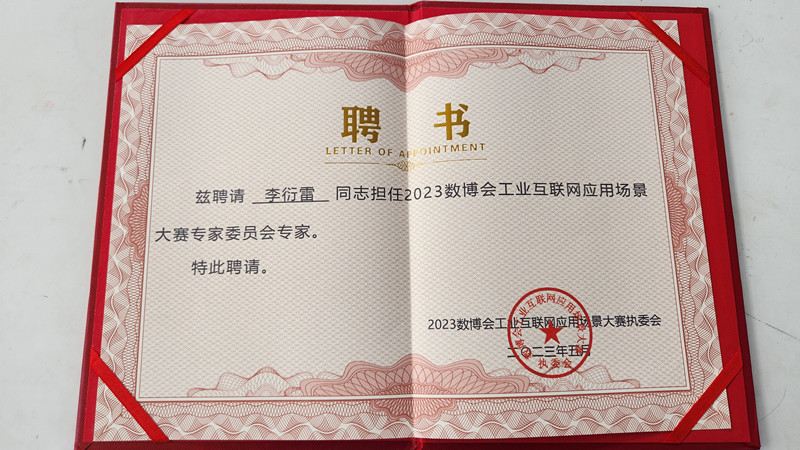 聘 书
LETTER OF APPOINTMENT
兹聘请 李衍雷 同志担任2023数博会工业互联网应用场景
大赛专家委员会专家。
特此聘请。
2023数博会工业互联网应用场景大赛执委会
二〇二三年五月
执委会